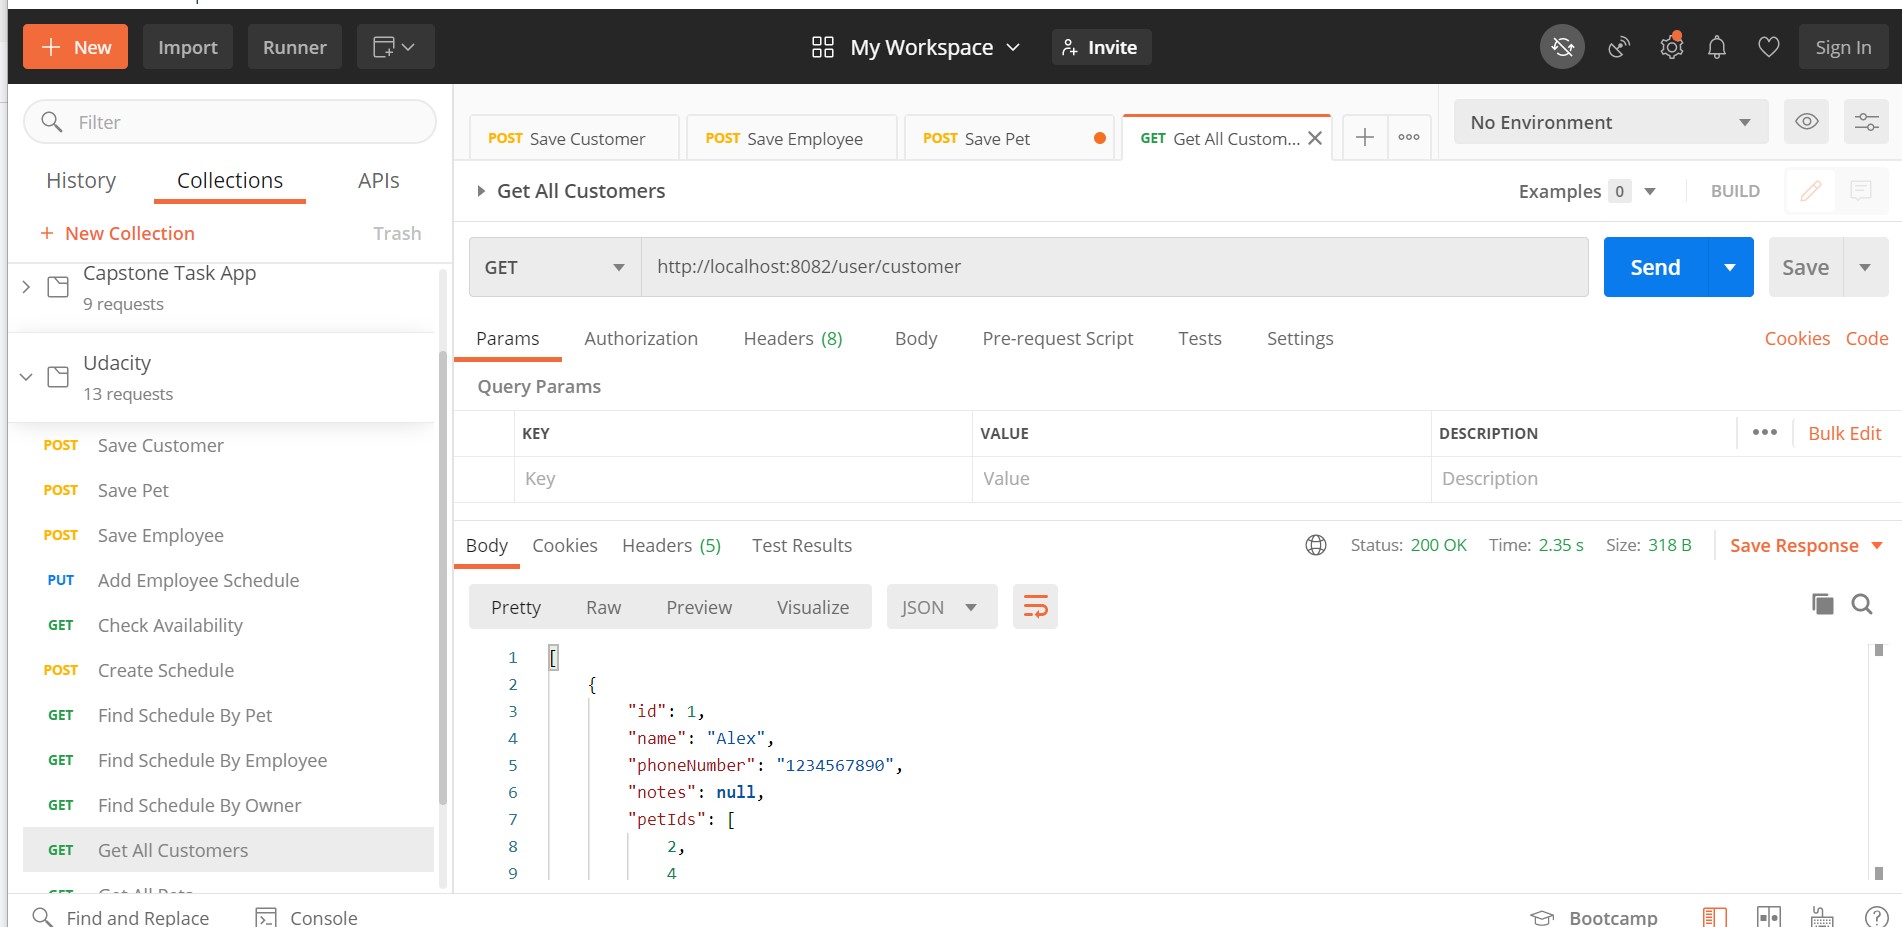 New Import Runner My Workspace Invite Sign In
Filter
History Collections APIs
+ New Collection Trash
Capstone Task App
9 requests
Udacity
13 requests
POST Save Customer
POST Save Pet
POST Save Employee
PUT Add Employee Schedule
GET Check Availability
POST Create Schedule
GET Find Schedule By Pet
GET Find Schedule By Employee
GET Find Schedule By Owner
GET Get All Customers
GET Get All Pets
POST Save Customer POST Save Employee POST Save Pet GET Get All Custom... No Environment
Get All Customers Examples 0 BUILD
GET http://localhost:8082/user/customer Send Save
Params Authorization Headers (8) Body Pre-request Script Tests Settings Cookies Code
Query Params
KEY VALUE DESCRIPTION Bulk Edit
Key Value Description
Body Cookies Headers (5) Test Results Status: 200 OK Time: 2.35 s Size: 318 B Save Response
Pretty Raw Preview Visualize JSON
1 [
2 {
3 "id": 1,
4 "name": "Alex",
5 "phoneNumber": "1234567890",
6 "notes": null,
7 "petIds": [
8 2,
9 4
Find and Replace Console Bootcamp